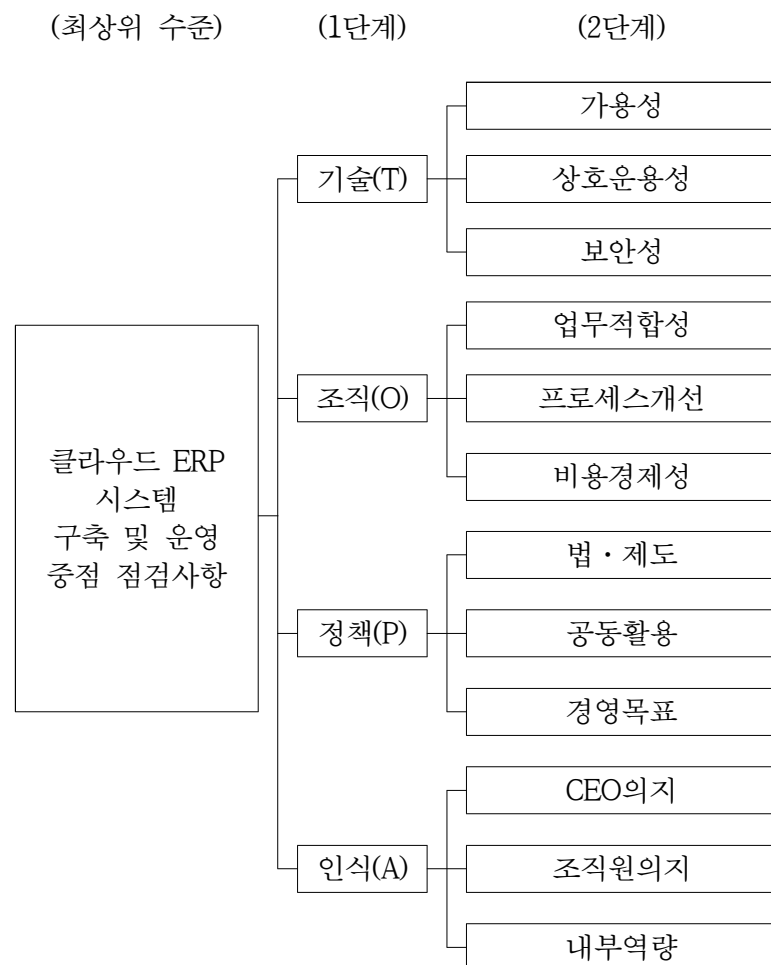 (최상위 수준) (1단계) (2단계)
가용성
기술(T)
상호운용성
보안성
업무적합성
조직(O)
프로세스개선
비용경제성
클라우드 ERP
시스템
구축 및 운영
중점 점검사항
법·제도
정책(P)
공동활용
경영목표
CEO의지
인식(A)
조직원의지
내부역량